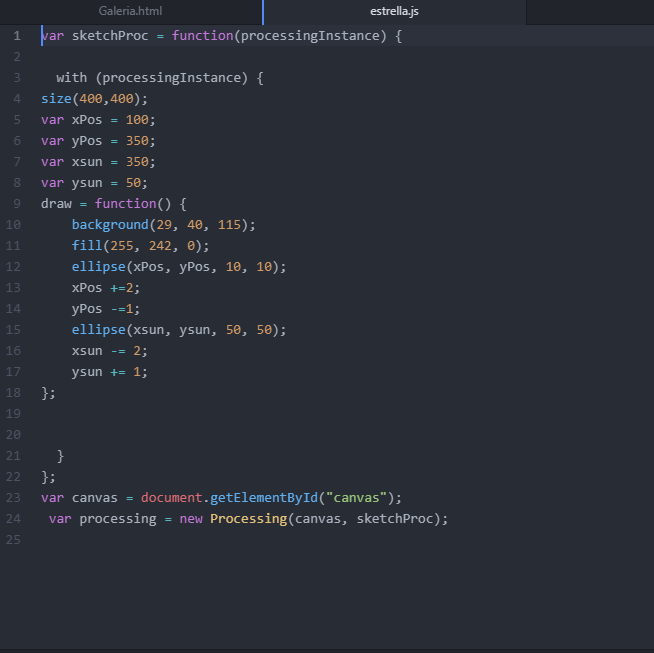 Galeria.html
estrella.js
1 var sketchProc = function(processingInstance) {
2
3   with (processingInstance) {
4 size(400,400);
5 var xPos = 100;
6 var yPos = 350;
7 var xsun = 350;
8 var ysun = 50;
9 draw = function() {
10     background(29, 40, 115);
11     fill(255, 242, 0);
12     ellipse(xPos, yPos, 10, 10);
13     xPos +=2;
14     yPos -=1;
15     ellipse(xsun, ysun, 50, 50);
16     xsun -= 2;
17     ysun += 1;
18 };
19
20
21   }
22 };
23 var canvas = document.getElementById("canvas");
24  var processing = new Processing(canvas, sketchProc);
25